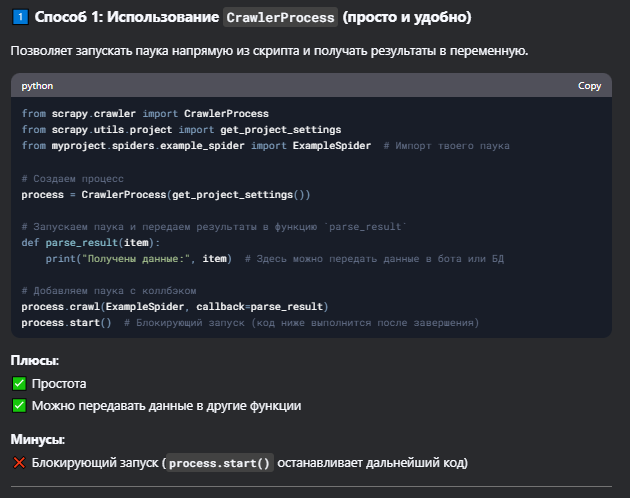 1 Способ 1: Использование CrawlerProcess (просто и удобно)
Позволяет запускать паука напрямую из скрипта и получать результаты в переменную.
python Copy
from scrapy.crawler import CrawlerProcess
from scrapy.utils.project import get_project_settings
from myproject.spiders.example_spider import ExampleSpider  # Импорт твоего паука
# Создаем процесс
process = CrawlerProcess(get_project_settings())
# Запускаем паука и передаем результаты в функцию `parse_result`
def parse_result(item):
    print("Получены данные:", item)  # Здесь можно передать данные в бота или БД
# Добавляем паука с коллбэком
process.crawl(ExampleSpider, callback=parse_result)
process.start()  # Блокирующий запуск (код ниже выполнится после завершения)
Плюсы:
✅ Простота
✅ Можно передавать данные в другие функции
Минусы:
❌ Блокирующий запуск (process.start() останавливает дальнейший код)